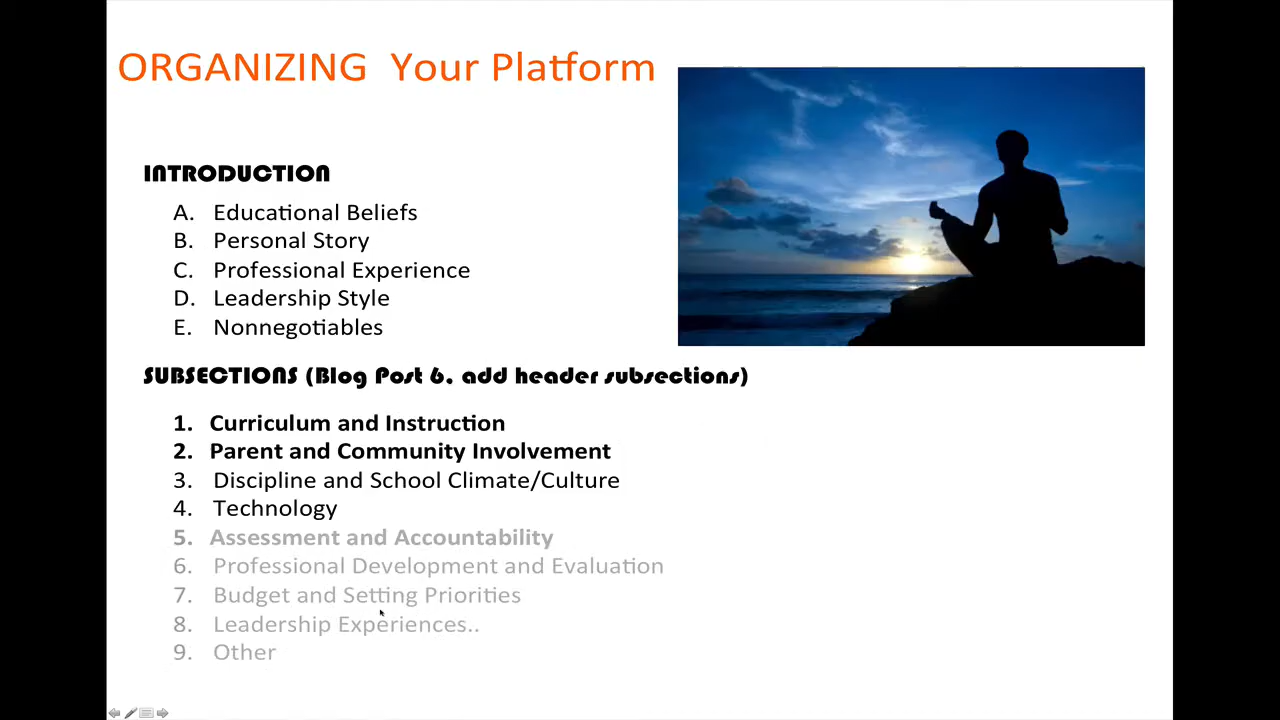 ORGANIZING Your Platform
INTRODUCTION
A. Educational Beliefs
B. Personal Story
C. Professional Experience
D. Leadership Style
E. Nonnegotiables
SUBSECTIONS (Blog Post 6, add header subsections)
1. Curriculum and Instruction
2. Parent and Community Involvement
3. Discipline and School Climate/Culture
4. Technology
5. Assessment and Accountability
6. Professional Development and Evaluation
7. Budget and Setting Priorities
8. Leadership Experiences..
9. Other